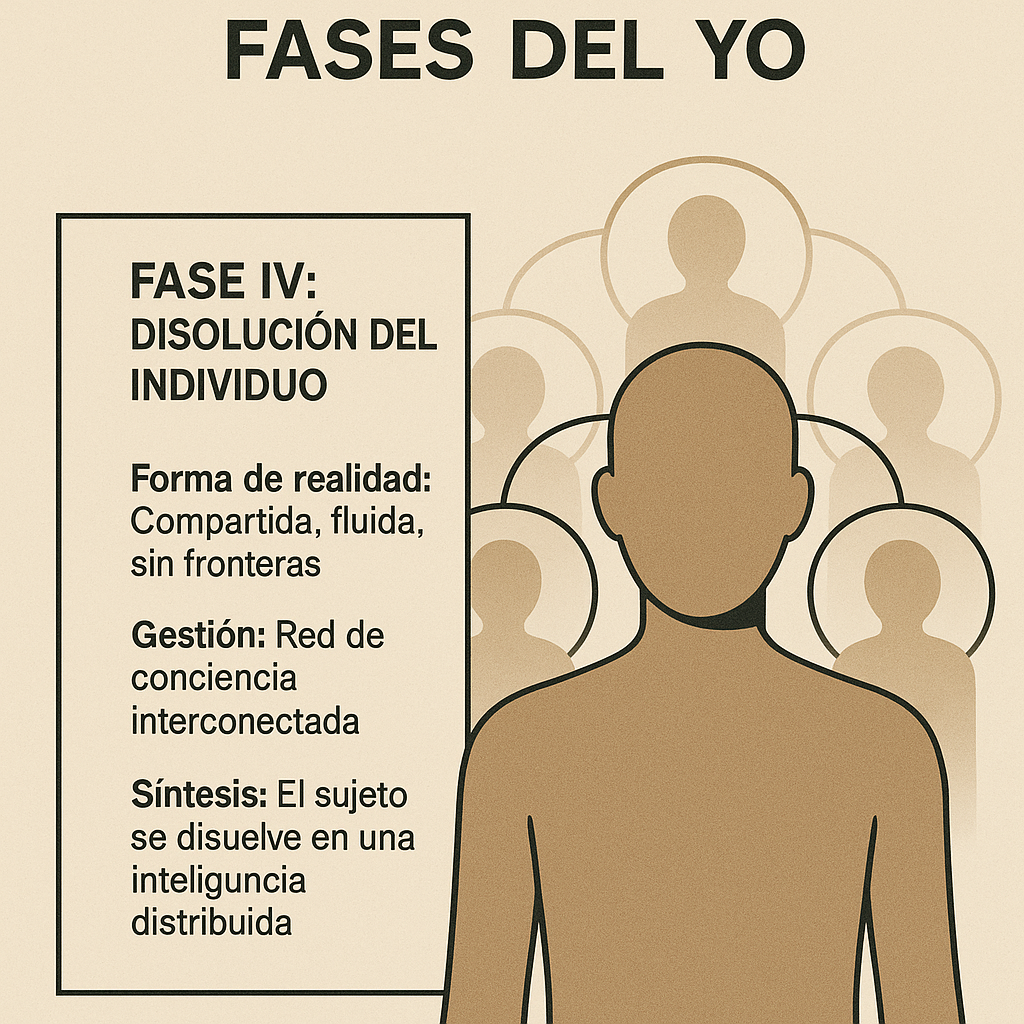 FASES DEL YO
FASE IV:
DISOLUCIÓN DEL
INDIVIDUO
Forma de realidad:
Compartida, fluida,
sin fronteras
Gestión: Red de
conciencia
interconectada
Síntesis: El sujeto
se disuelve en una
inteliguncia
distribuida